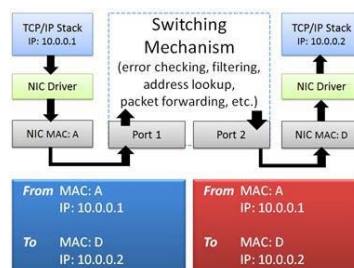 TCP/IP Stack
IP: 10.0.0.1
NIC Driver
NIC MAC: A
Switching
Mechanism
(error checking, filtering,
address lookup,
packet forwarding, etc.)
Port 1
Port 2
TCP/IP Stack
IP: 10.0.0.2
NIC Driver
NIC MAC: D
From MAC: A
IP: 10.0.0.1
To MAC: D
IP: 10.0.0.2
From MAC: A
IP: 10.0.0.1
To MAC: D
IP: 10.0.0.2